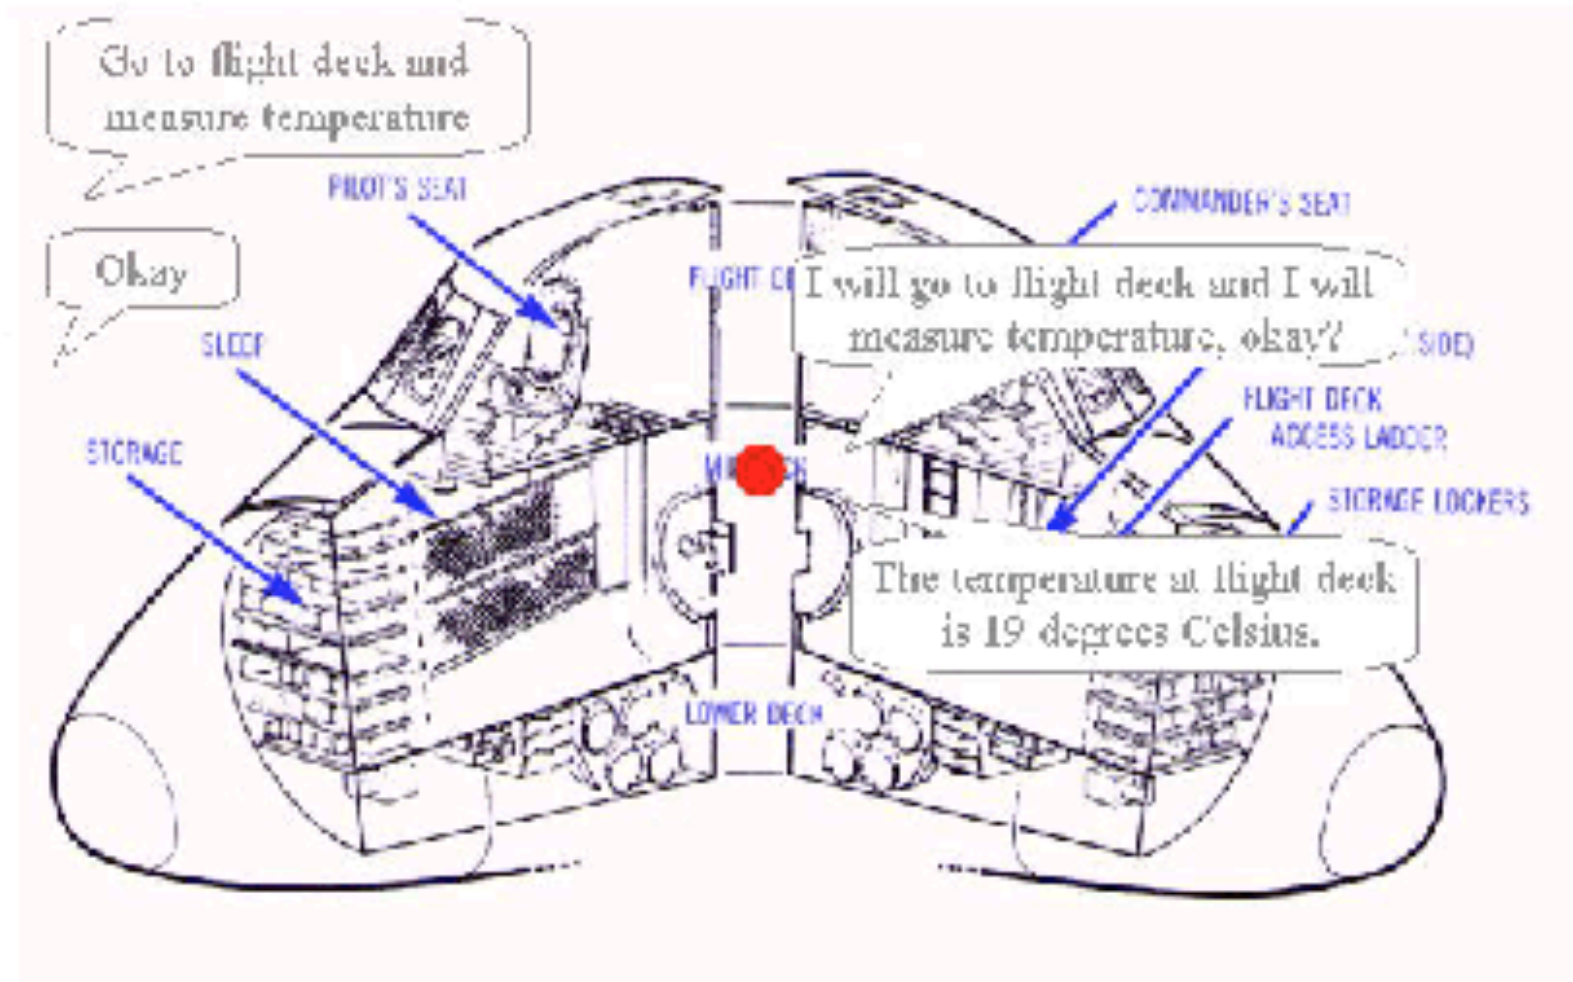 Go to flight deck and
measure temperature
PILOT'S SEAT
COMMANDER'S SEAT
Okay
FLIGHT
I will go to flight deck and I will
measure temperature, okay?
SLEEP
SIDE)
FLIGHT DECK
ACCESS LADDER
STORAGE
STORAGE LOCKERS
The temperature at flight deck
is 19 degrees Celsius.
LOWER DECK